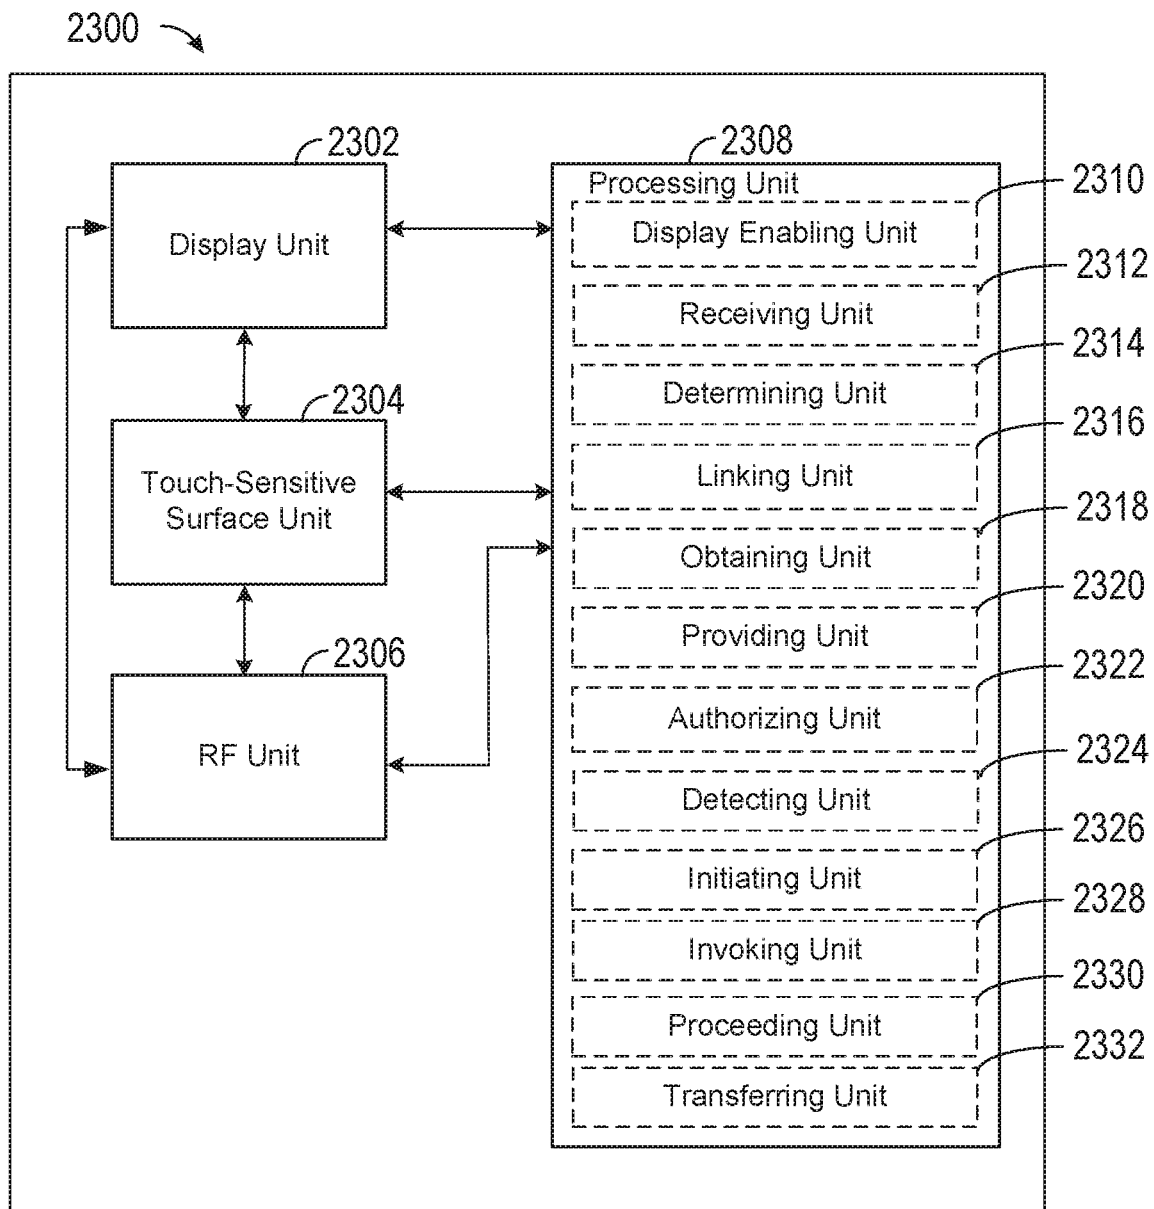 2300
2302
Display Unit
2304
Touch-Sensitive
Surface Unit
2306
RF Unit
2308
Processing Unit
2310
Display Enabling Unit
2312
Receiving Unit
2314
Determining Unit
2316
Linking Unit
2318
Obtaining Unit
2320
Providing Unit
2322
Authorizing Unit
2324
Detecting Unit
2326
Initiating Unit
2328
Invoking Unit
2330
Proceeding Unit
2332
Transferring Unit